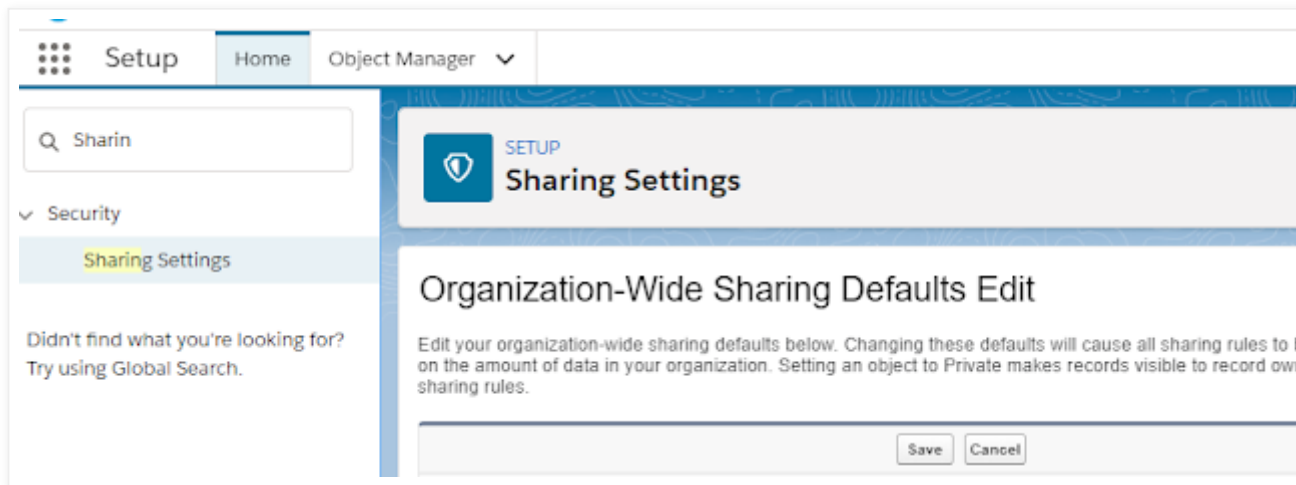 Setup
Home
Object Manager
Sharin
Security
Sharing Settings
Didn't find what you're looking for?
Try using Global Search.
SETUP
Sharing Settings
Organization-Wide Sharing Defaults Edit
Edit your organization-wide sharing defaults below. Changing these defaults will cause all sharing rules to
on the amount of data in your organization. Setting an object to Private makes records visible to record
sharing rules.
Save
Cancel